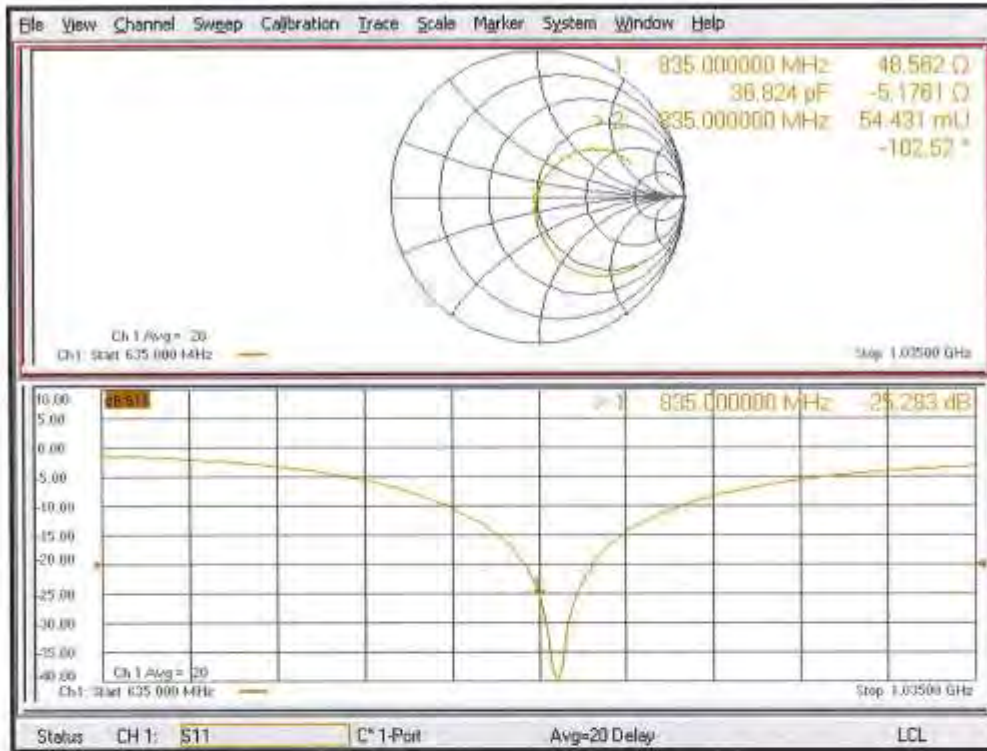 File View Channel Sweep Calibration Trace Scale Marker System Window Help
1: 835.000000 MHz 48.562 Ω
36.824 pF -5.1761 Ω
> 2: 835.000000 MHz 54.431 mU
-102.52 °
Ch 1 Avg = 20
Ch1: Start 635.000 MHz
Stop 1.03500 GHz
10.00
> 1: 835.000000 MHz -25.283 dB
5.00
0.00
-5.00
-10.00
-15.00
-20.00
-25.00
-30.00
-35.00
-40.00
Ch 1 Avg = 20
Ch1: Start 635.000 MHz
Stop 1.03500 GHz
Status CH 1: S11 C* 1-Port Avg=20 Delay LCL